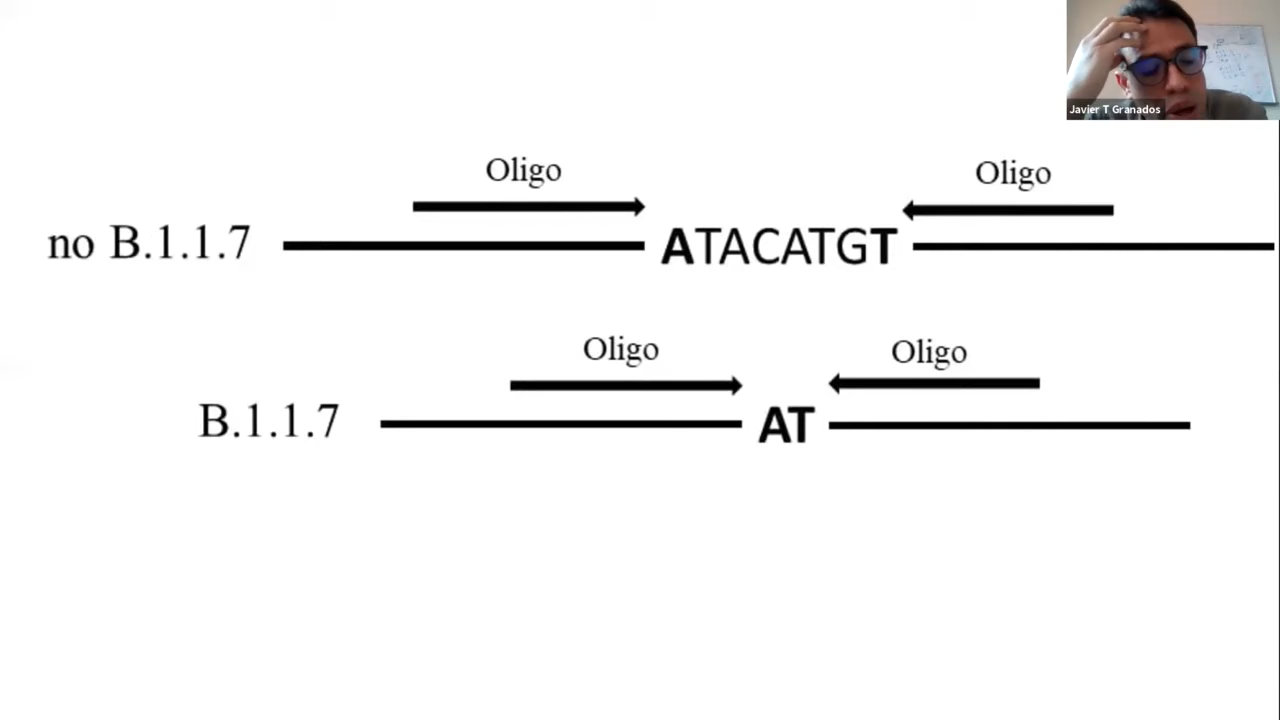 Javier T Granados
Oligo
Oligo
no B.1.1.7
ATACATGT
Oligo
Oligo
B.1.1.7
AT